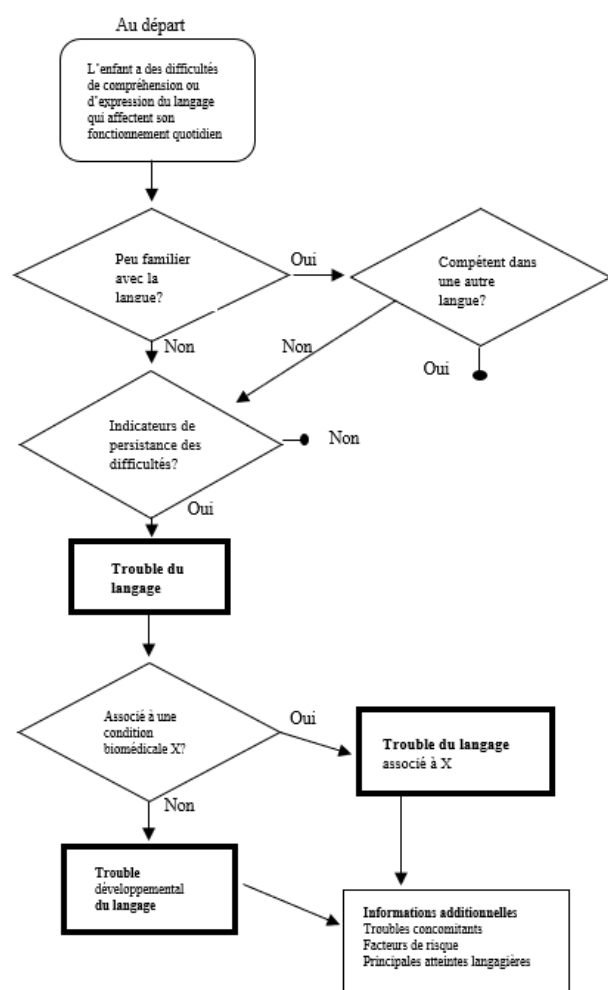 Au départ
L'enfant a des difficultés
de compréhension ou
d'expression du langage
qui affectent son
fonctionnement quotidien
Peu familier
avec la
langue?
Oui
Compétent dans
une autre
langue?
Non
Non
Oui
Indicateurs de
persistance des
difficultés?
Non
Oui
Trouble du
langage
Associé à une
condition
biomédicale X?
Oui
Trouble du langage
associé à X
Non
Trouble
développemental
du langage
Informations additionnelles
Troubles concomitants
Facteurs de risque
Principales atteintes langagières